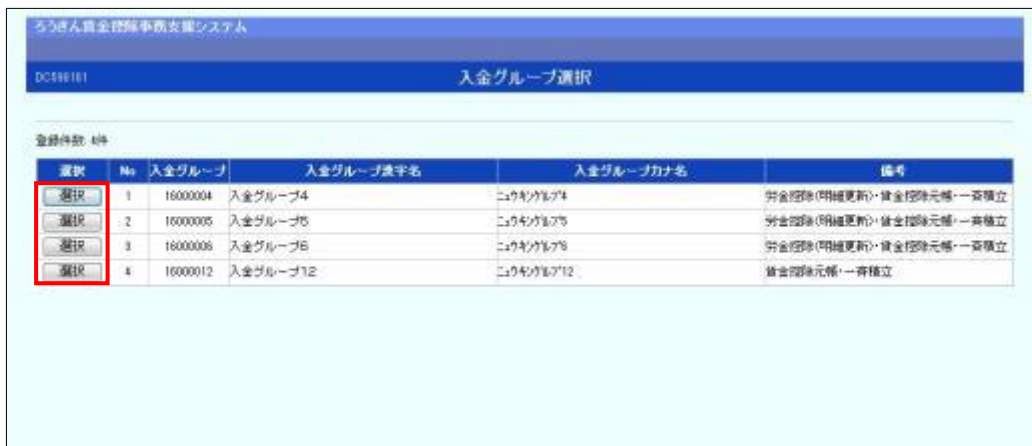 ろうきん賃金控除事務支援システム
DCS90101 入金グループ選択
登録件数 4件
選択 No 入金グループ 入金グループ漢字名 入金グループカナ名 備考
選択 1 16000004 入金グループ4 ニュウキングループ4 労金控除(明細更新)・賃金控除元帳・一斉積立
選択 2 16000005 入金グループ5 ニュウキングループ5 労金控除(明細更新)・賃金控除元帳・一斉積立
選択 3 16000006 入金グループ6 ニュウキングループ6 労金控除(明細更新)・賃金控除元帳・一斉積立
選択 4 16000012 入金グループ12 ニュウキングループ12 賃金控除元帳・一斉積立